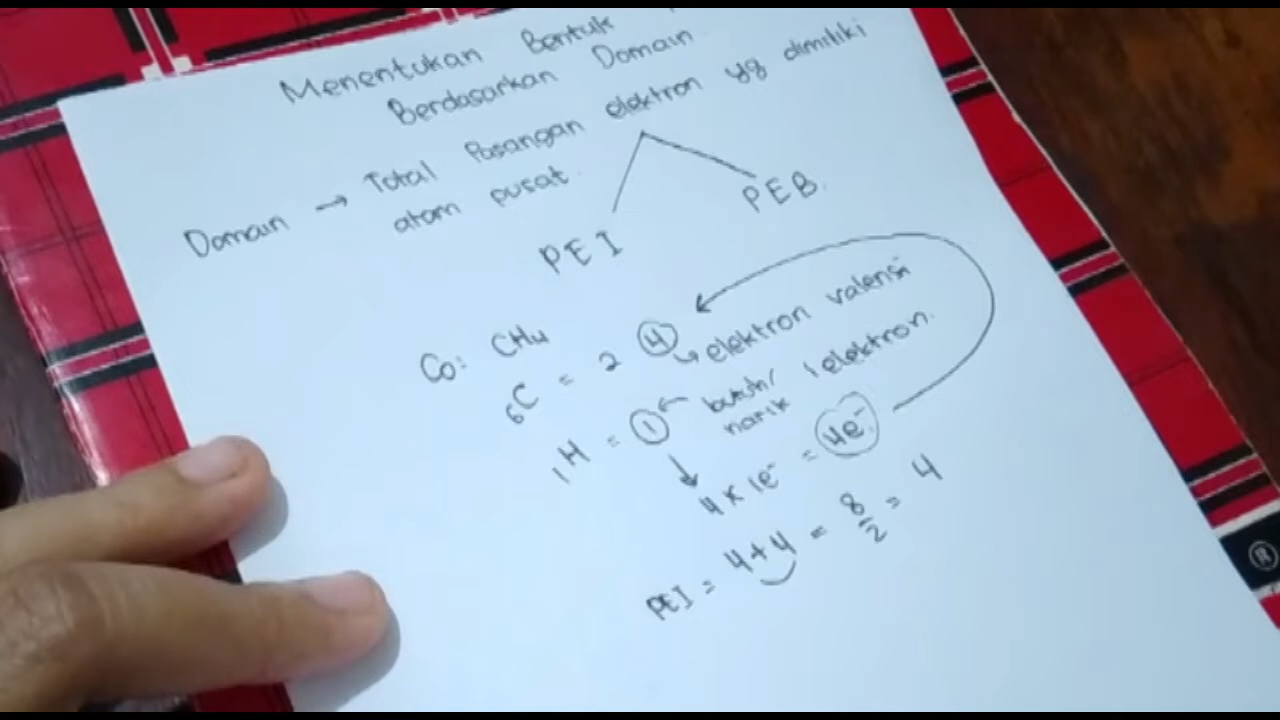 Menentukan Bentuk
Berdasarkan Domain
Domain → Total Pasangan elektron yg dimiliki
atom pusat.
PEI PEB.
Co: CH4
6C = 2 4 elektron valensi
1H = 1 butuh/ 1 elektron.
narik
4 x 1e⁻ = 4e⁻
PEI = 4+4 = 8/2 = 4
®